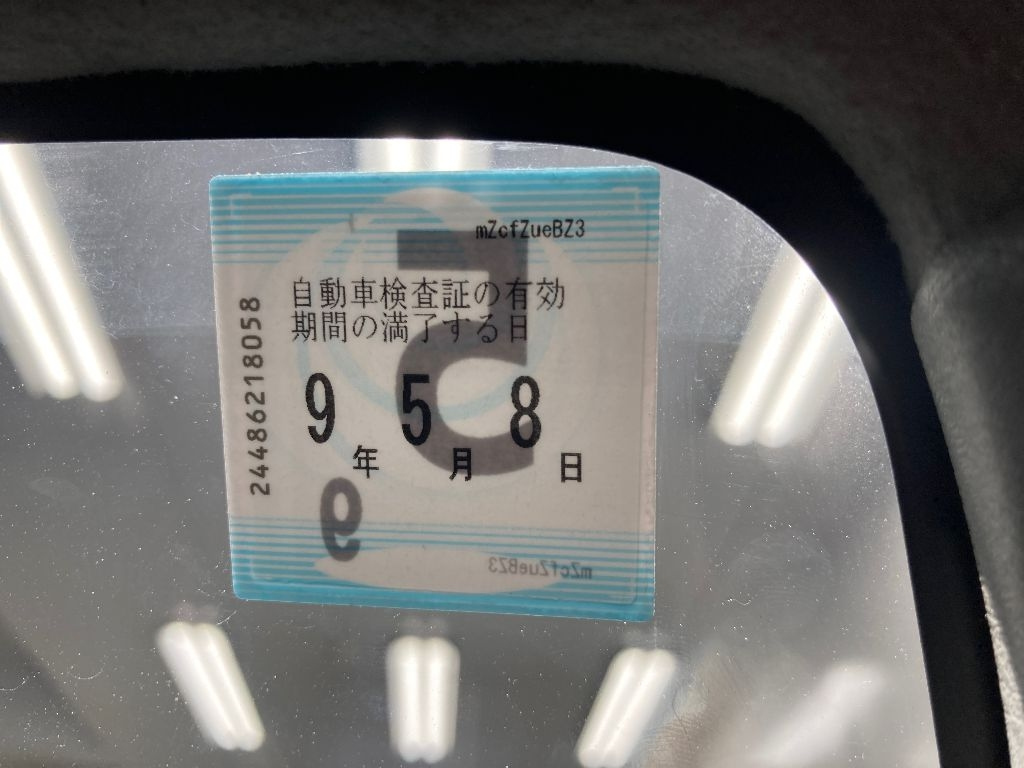 mZcfZueBZ3
自動車検査証の有効
期間の満了する日
9年5月8日
24486218058
5
9
mZcfZueBZ3